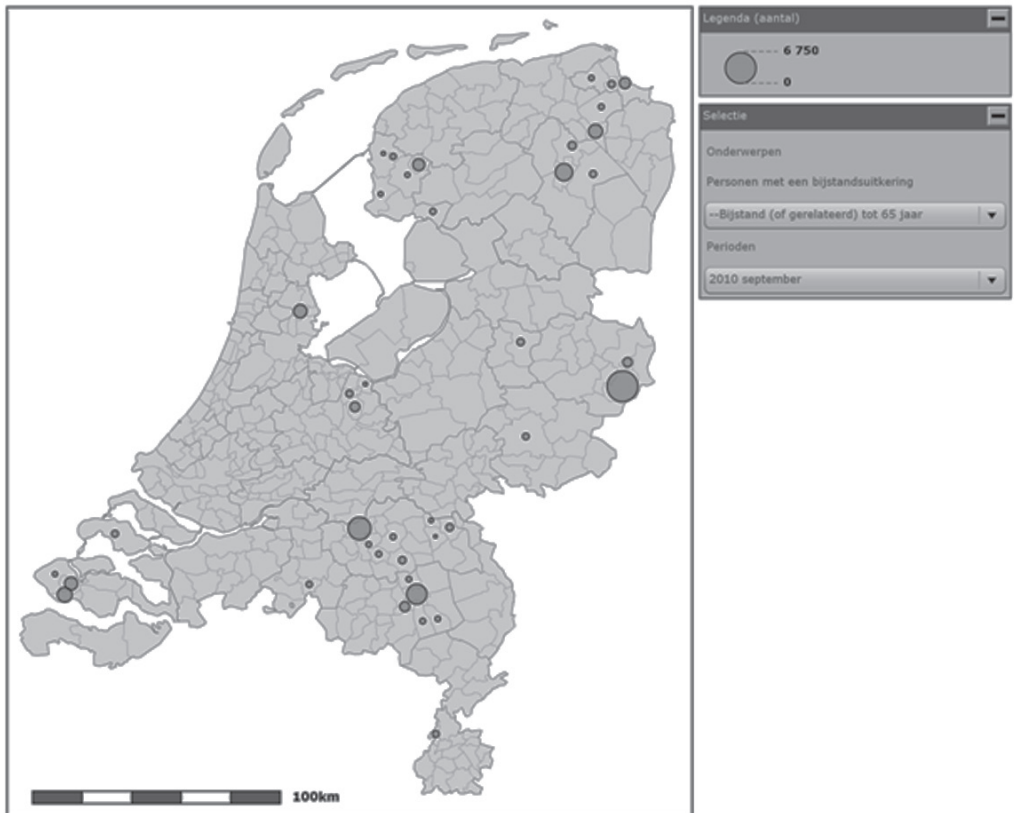 Legenda (aantal)
6 750
0
Selectie
Onderwerpen
Personen met een bijstandsuitkering
--Bijstand (of gerelateerd) tot 65 jaar
Perioden
2010 september
100km